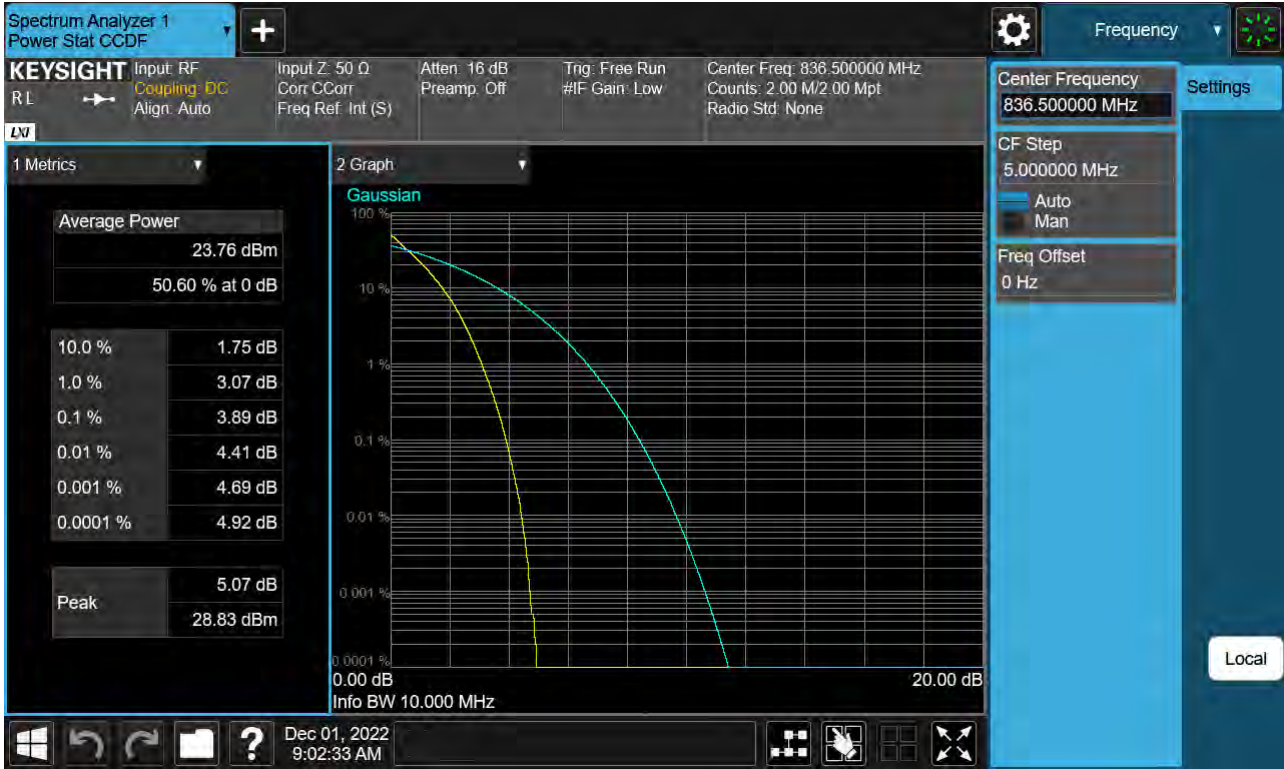 Spectrum Analyzer 1
Power Stat CCDF
Frequency
KEYSIGHT
R L
LXI
Input: RF
Coupling: DC
Align: Auto
Input Z: 50 Ω
Corr CCorr
Freq Ref: Int (S)
Atten: 16 dB
Preamp: Off
Trig: Free Run
#IF Gain: Low
Center Freq: 836.500000 MHz
Counts: 2.00 M/2.00 Mpt
Radio Std: None
Center Frequency
836.500000 MHz
Settings
CF Step
5.000000 MHz
Auto
Man
Freq Offset
0 Hz
Local
1 Metrics
Average Power
23.76 dBm
50.60 % at 0 dB
10.0 % 1.75 dB
1.0 % 3.07 dB
0.1 % 3.89 dB
0.01 % 4.41 dB
0.001 % 4.69 dB
0.0001 % 4.92 dB
Peak
5.07 dB
28.83 dBm
2 Graph
Gaussian
100 %
10 %
1 %
0.1 %
0.01 %
0.001 %
0.0001 %
0.00 dB 20.00 dB
Info BW 10.000 MHz
Dec 01, 2022
9:02:33 AM